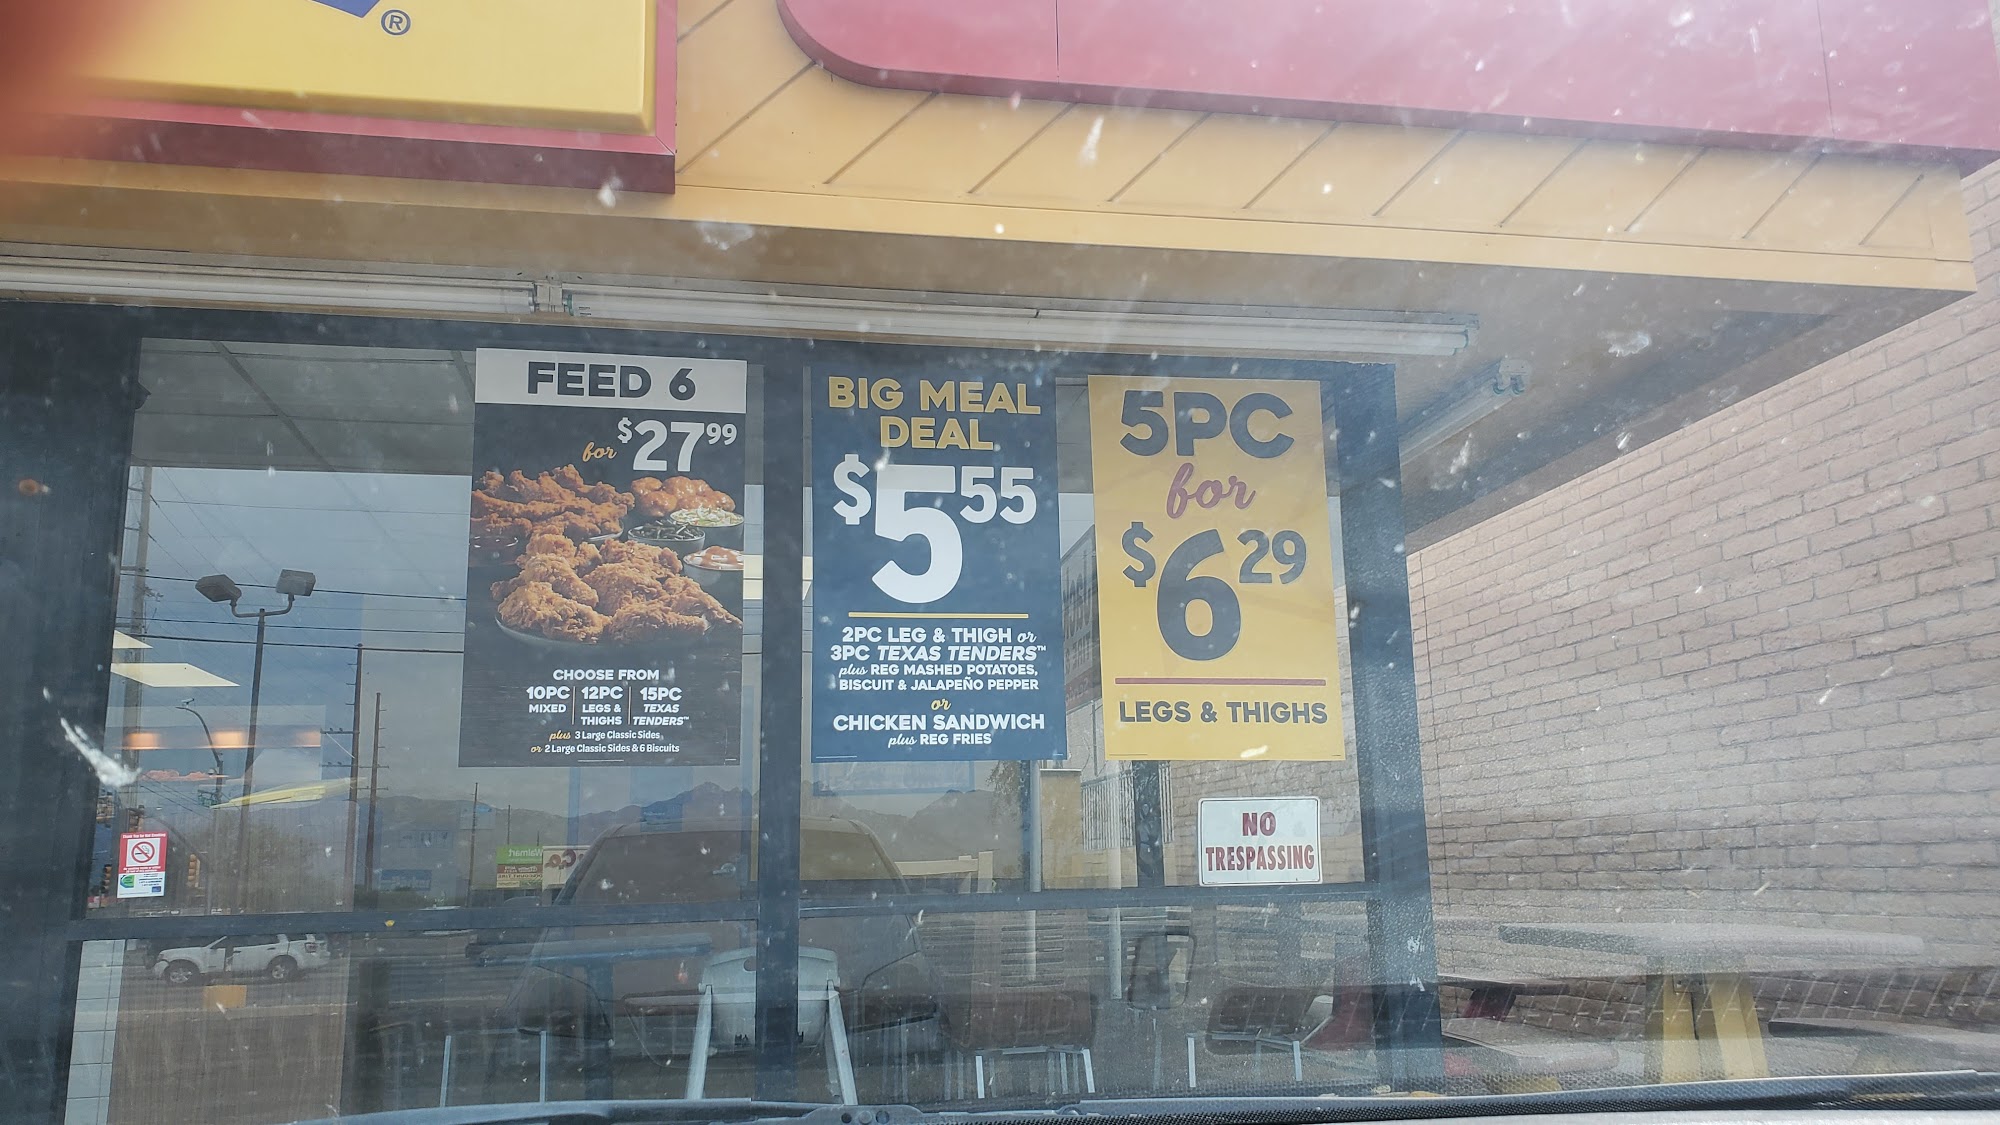 ®
FEED 6
for $27 99
CHOOSE FROM
10PC MIXED
12PC LEGS & THIGHS
15PC TEXAS TENDERS™
plus 3 Large Classic Sides
or 2 Large Classic Sides & 6 Biscuits
BIG MEAL
DEAL
$5 55
2PC LEG & THIGH or
3PC TEXAS TENDERS™
plus REG MASHED POTATOES,
BISCUIT & JALAPEÑO PEPPER
or
CHICKEN SANDWICH
plus REG FRIES
5PC
for
$6 29
LEGS & THIGHS
NO
TRESPASSING
Walmart